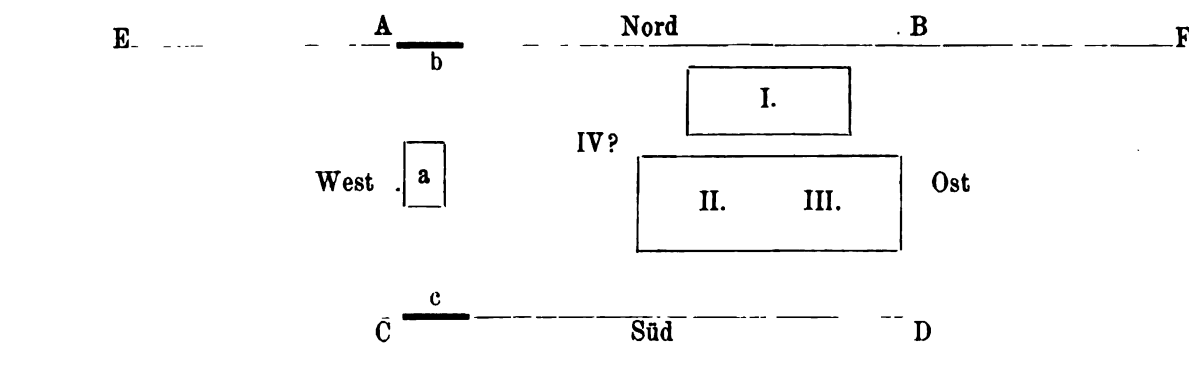 E A Nord B F
b
I.
IV?
West a II. III. Ost
c
C Süd D